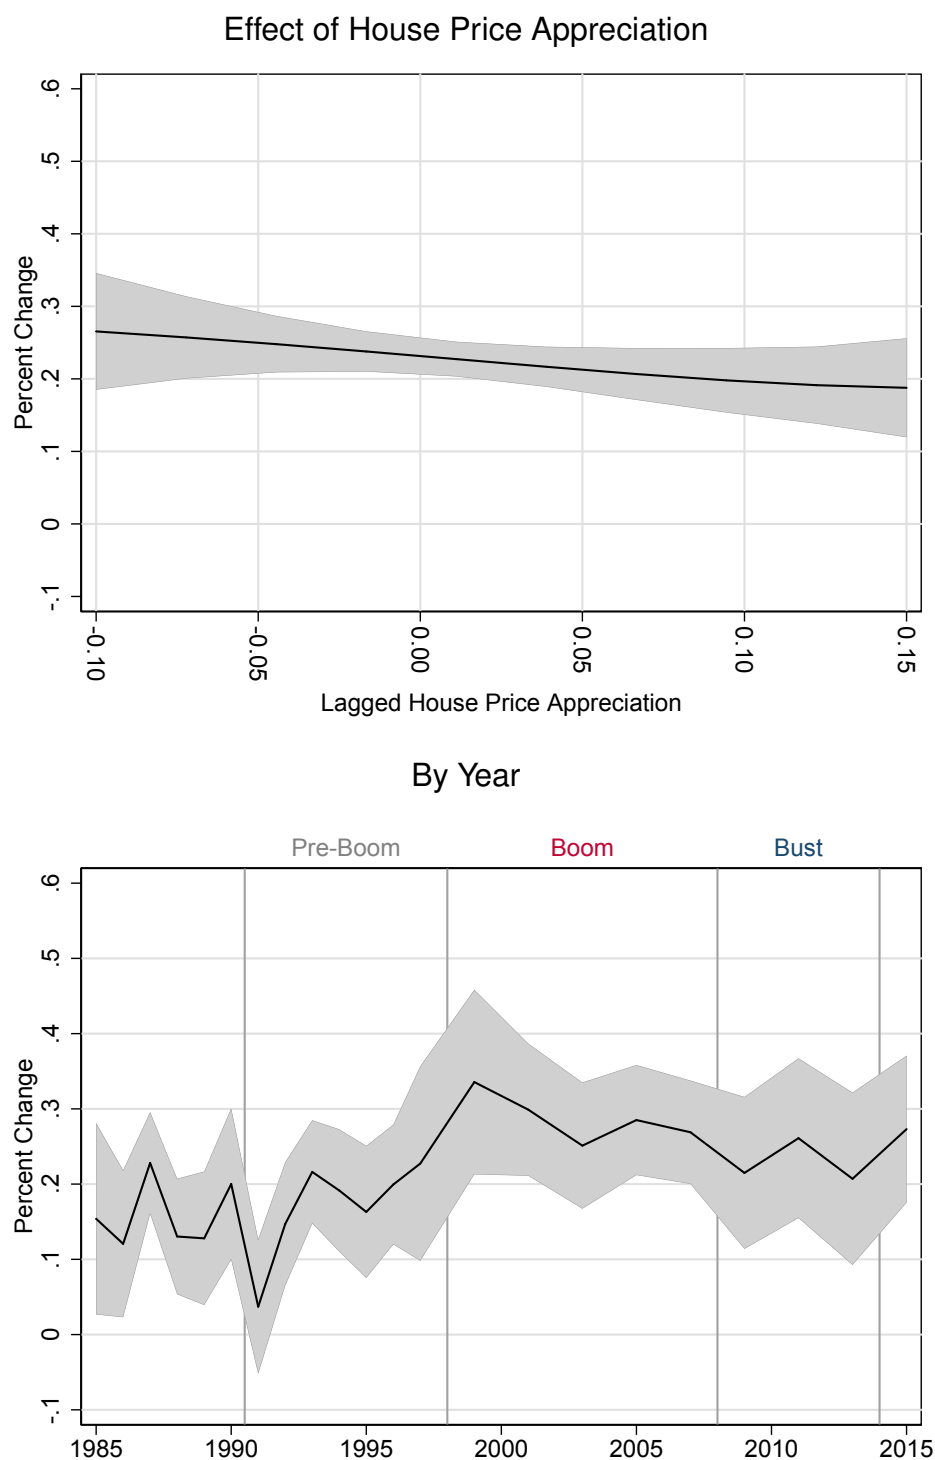 Effect of House Price Appreciation
Percent Change
.6
.5
.4
.3
.2
.1
0
-.1
-0.10 -0.05 0.00 0.05 0.10 0.15
Lagged House Price Appreciation
By Year
Pre-Boom Boom Bust
Percent Change
.6
.5
.4
.3
.2
.1
0
-.1
1985 1990 1995 2000 2005 2010 2015